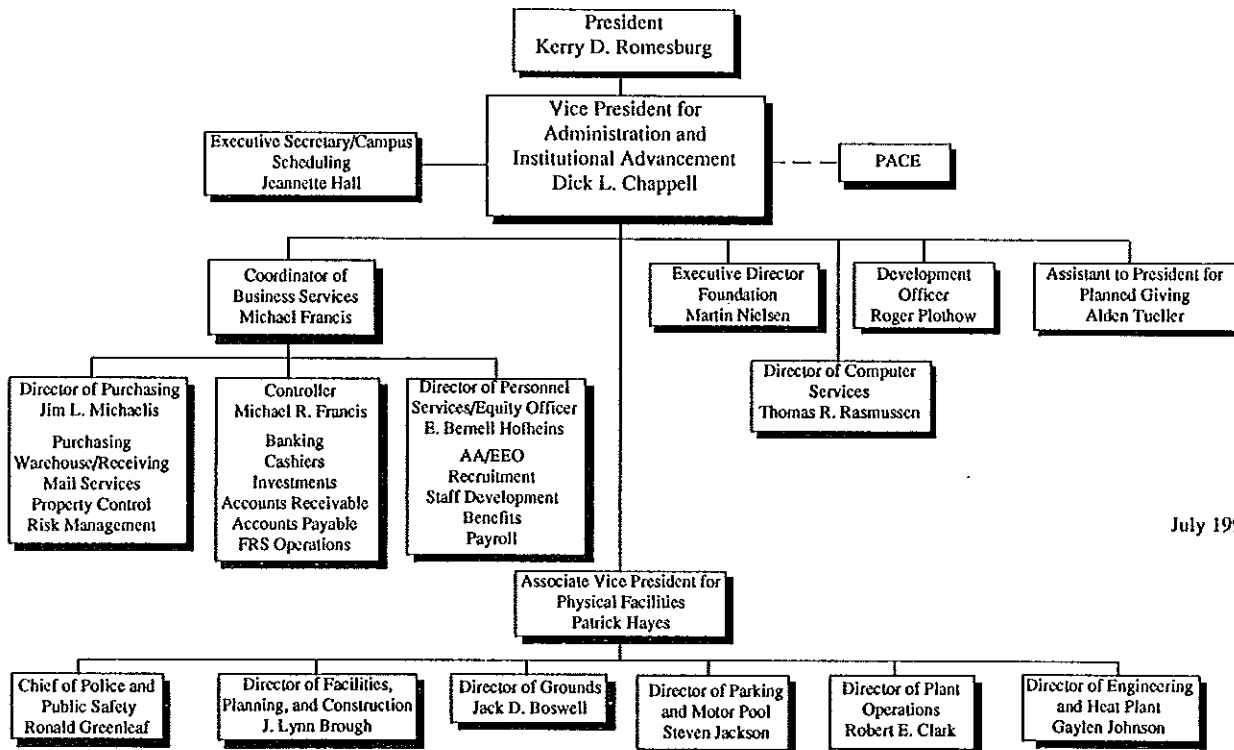 President
Kerry D. Romesburg
Vice President for
Administration and
Institutional Advancement
Dick L. Chappell
Executive Secretary/Campus
Scheduling
Jeannette Hall
PACE
Coordinator of
Business Services
Michael Francis
Executive Director
Foundation
Martin Nielsen
Development
Officer
Roger Plothow
Assistant to President for
Planned Giving
Alden Tueller
Director of Computer
Services
Thomas R. Rasmussen
Director of Purchasing
Jim L. Michaelis
Purchasing
Warehouse/Receiving
Mail Services
Property Control
Risk Management
Controller
Michael R. Francis
Banking
Cashiers
Investments
Accounts Receivable
Accounts Payable
FRS Operations
Director of Personnel
Services/Equity Officer
E. Bernell Hofheins
AA/EEO
Recruitment
Staff Development
Benefits
Payroll
July 199
Associate Vice President for
Physical Facilities
Patrick Hayes
Chief of Police and
Public Safety
Ronald Greenleaf
Director of Facilities,
Planning, and Construction
J. Lynn Brough
Director of Grounds
Jack D. Boswell
Director of Parking
and Motor Pool
Steven Jackson
Director of Plant
Operations
Robert E. Clark
Director of Engineering
and Heat Plant
Gaylen Johnson